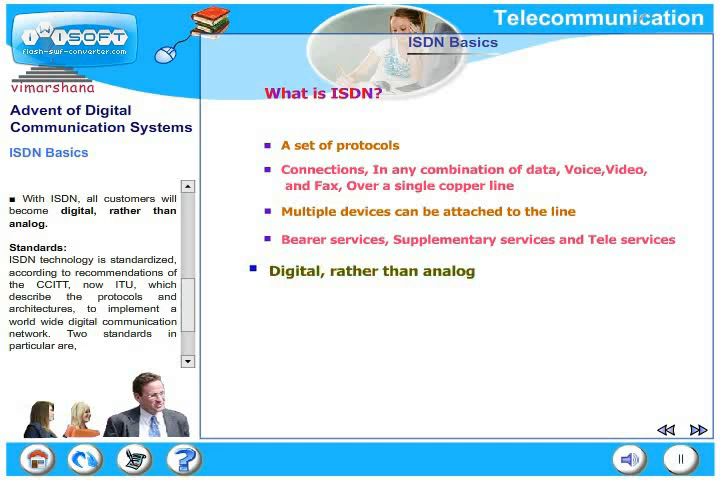 Telecommunication
ISDN Basics
iWiSOFT
flash-swf-converter.com
vimarshana
Advent of Digital
Communication Systems
ISDN Basics
■ With ISDN, all customers will
become digital, rather than
analog.
Standards:
ISDN technology is standardized,
according to recommendations of
the CCITT, now ITU, which
describe the protocols and
architectures, to implement a
world wide digital communication
network. Two standards in
particular are,
What is ISDN?
■ A set of protocols
■ Connections, In any combination of data, Voice,Video,
and Fax, Over a single copper line
■ Multiple devices can be attached to the line
■ Bearer services, Supplementary services and Tele services
■ Digital, rather than analog